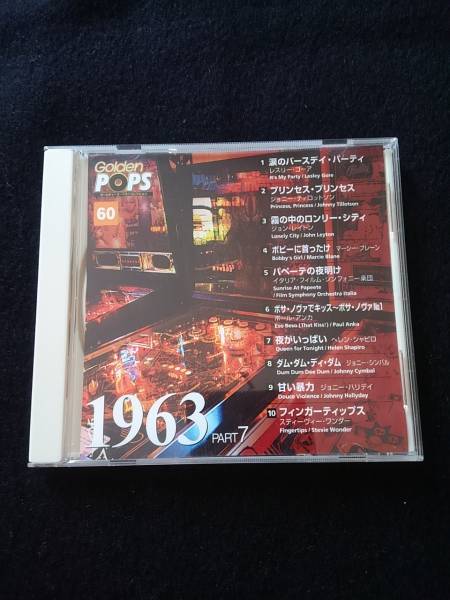 Golden
POPS
60
1 涙のバースデイ・パーティ
レスリー・ゴーア
It's My Party / Lesley Gore
2 プリンセス・プリンセス
ジョニー・ティロットソン
Princess, Princess / Johnny Tillotson
3 霧の中のロンリー・シティ
ジョン・レイトン
Lonely City / John Leyton
4 ボビーに首ったけ マーシー・ブレーン
Bobby's Girl / Marcie Blane
5 パペーテの夜明け
イタリア・フィルム・シンフォニー楽団
Sunrise At Papeete
/ Film Symphony Orchestra Italia
6 ボサ・ノヴァでキッス〜ボサ・ノヴァNo.1
ポール・アンカ
Eso Beso (That Kiss!) / Paul Anka
7 夜がいっぱい ヘレン・シャピロ
Queen for Tonight / Helen Shapiro
8 ダム・ダム・ディ・ダム ジョニー・シンバル
Dum Dum Dee Dum / Johnny Cymbal
9 甘い暴力 ジョニー・ハリデイ
Douce Violence / Johnny Hallyday
10 フィンガーティップス
スティーヴィー・ワンダー
Fingertips / Stevie Wonder
1963 PART 7